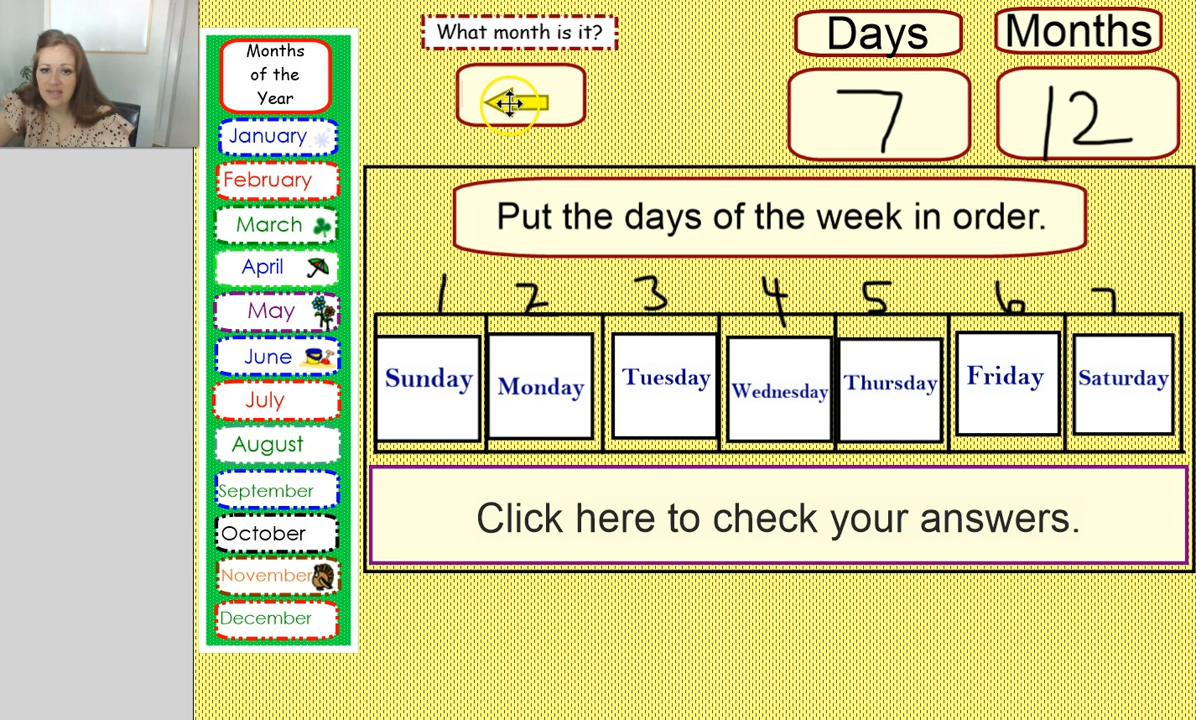 Months
of the
Year
January
February
March
April
May
June
July
August
September
October
November
December
What month is it?
Days
Months
7
12
Put the days of the week in order.
1 2 3 4 5 6 7
Sunday Monday Tuesday Wednesday Thursday Friday Saturday
Click here to check your answers.